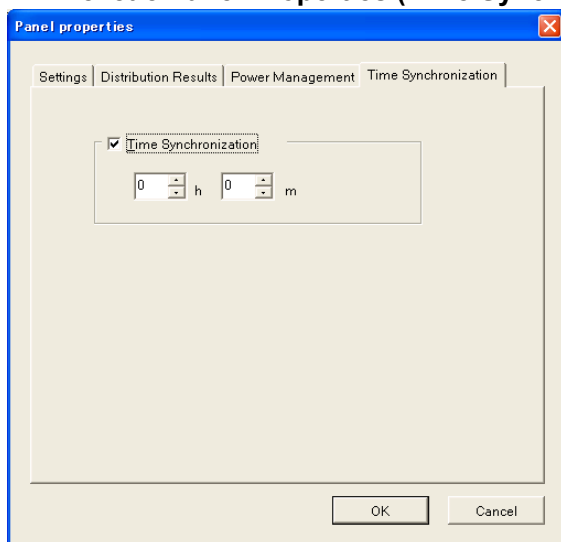 Panel properties
Settings Distribution Results Power Management Time Synchronization
Time Synchronization
0 h 0 m
OK Cancel